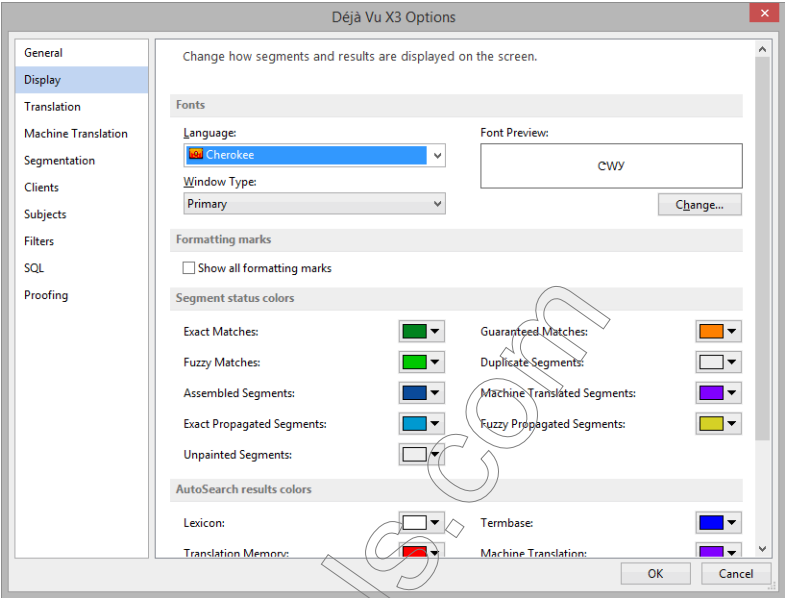 Déjà Vu X3 Options
General
Display
Translation
Machine Translation
Segmentation
Clients
Subjects
Filters
SQL
Proofing
Change how segments and results are displayed on the screen.
Fonts
Language:
Font Preview:
Cherokee
ᏣᎳᎩ
Window Type:
Primary
Change...
Formatting marks
Show all formatting marks
Segment status colors
Exact Matches:
Guaranteed Matches:
Fuzzy Matches:
Duplicate Segments:
Assembled Segments:
Machine Translated Segments:
Exact Propagated Segments:
Fuzzy Propagated Segments:
Unpainted Segments:
AutoSearch results colors
Lexicon:
Termbase:
Translation Memory:
Machine Translation:
OK
Cancel
ls.com